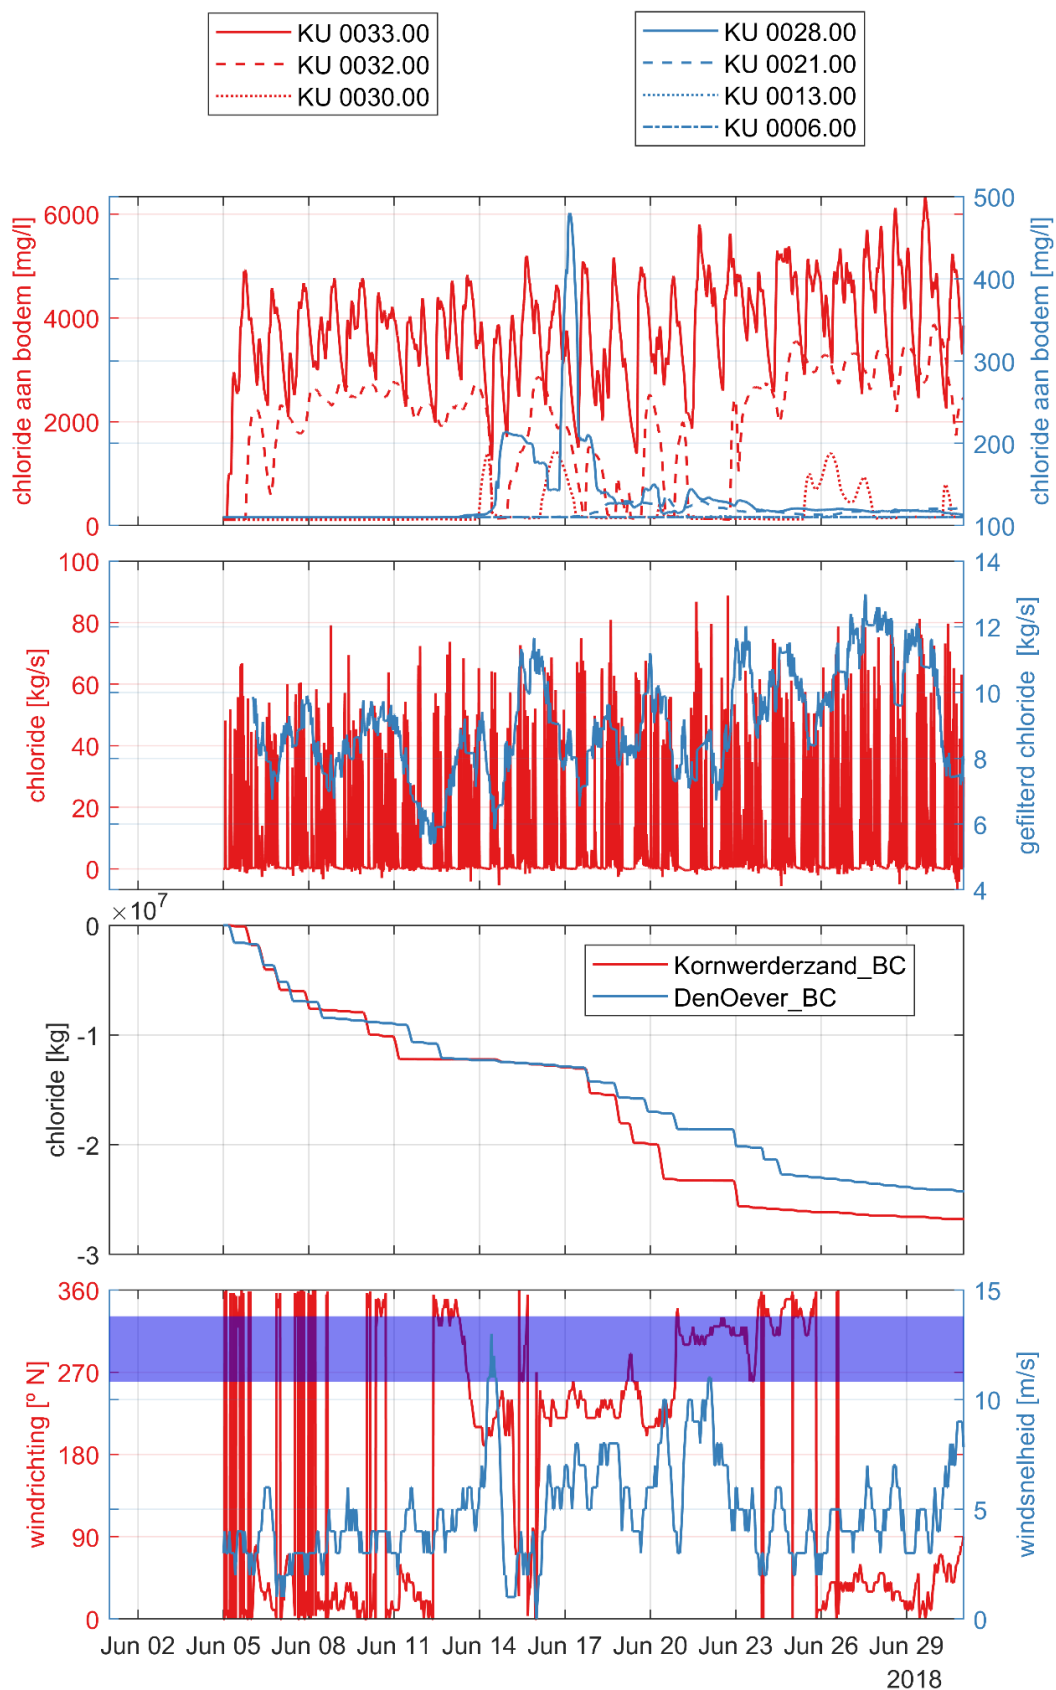 KU 0033.00
KU 0032.00
KU 0030.00
KU 0028.00
KU 0021.00
KU 0013.00
KU 0006.00
chloride aan bodem [mg/l]
6000
4000
2000
0
500
400
300
200
100
chloride aan bodem [mg/l]
chloride [kg/s]
100
80
60
40
20
0
14
12
10
8
6
4
gefilterd chloride [kg/s]
×10^7
chloride [kg]
0
-1
-2
-3
Kornwerderzand_BC
DenOever_BC
windrichting [º N]
360
270
180
90
0
15
10
5
0
windsnelheid [m/s]
Jun 02 Jun 05 Jun 08 Jun 11 Jun 14 Jun 17 Jun 20 Jun 23 Jun 26 Jun 29
2018